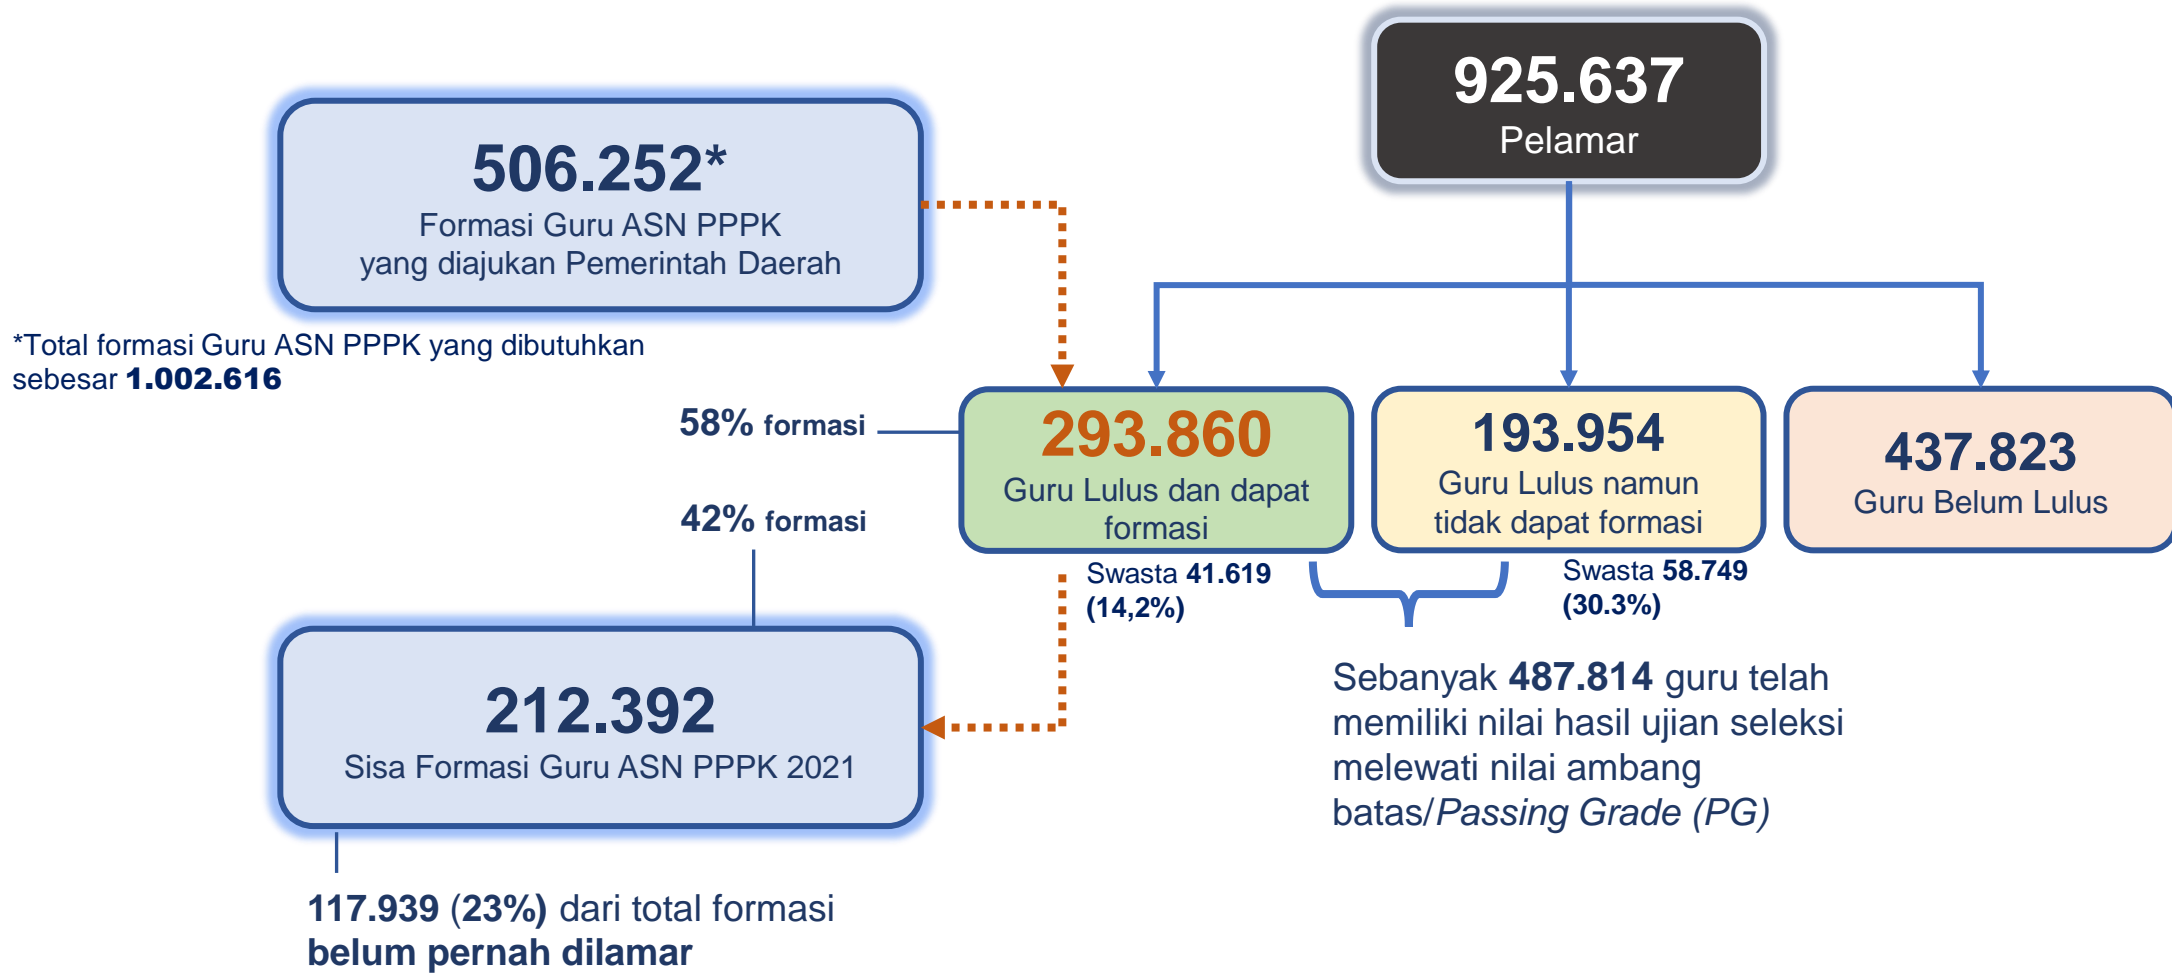 925.637
Pelamar
506.252*
Formasi Guru ASN PPPK
yang diajukan Pemerintah Daerah
*Total formasi Guru ASN PPPK yang dibutuhkan
sebesar 1.002.616
58% formasi
42% formasi
293.860
Guru Lulus dan dapat
formasi
Swasta 41.619
(14,2%)
193.954
Guru Lulus namun
tidak dapat formasi
Swasta 58.749
(30.3%)
437.823
Guru Belum Lulus
212.392
Sisa Formasi Guru ASN PPPK 2021
Sebanyak 487.814 guru telah
memiliki nilai hasil ujian seleksi
melewati nilai ambang
batas/Passing Grade (PG)
117.939 (23%) dari total formasi
belum pernah dilamar